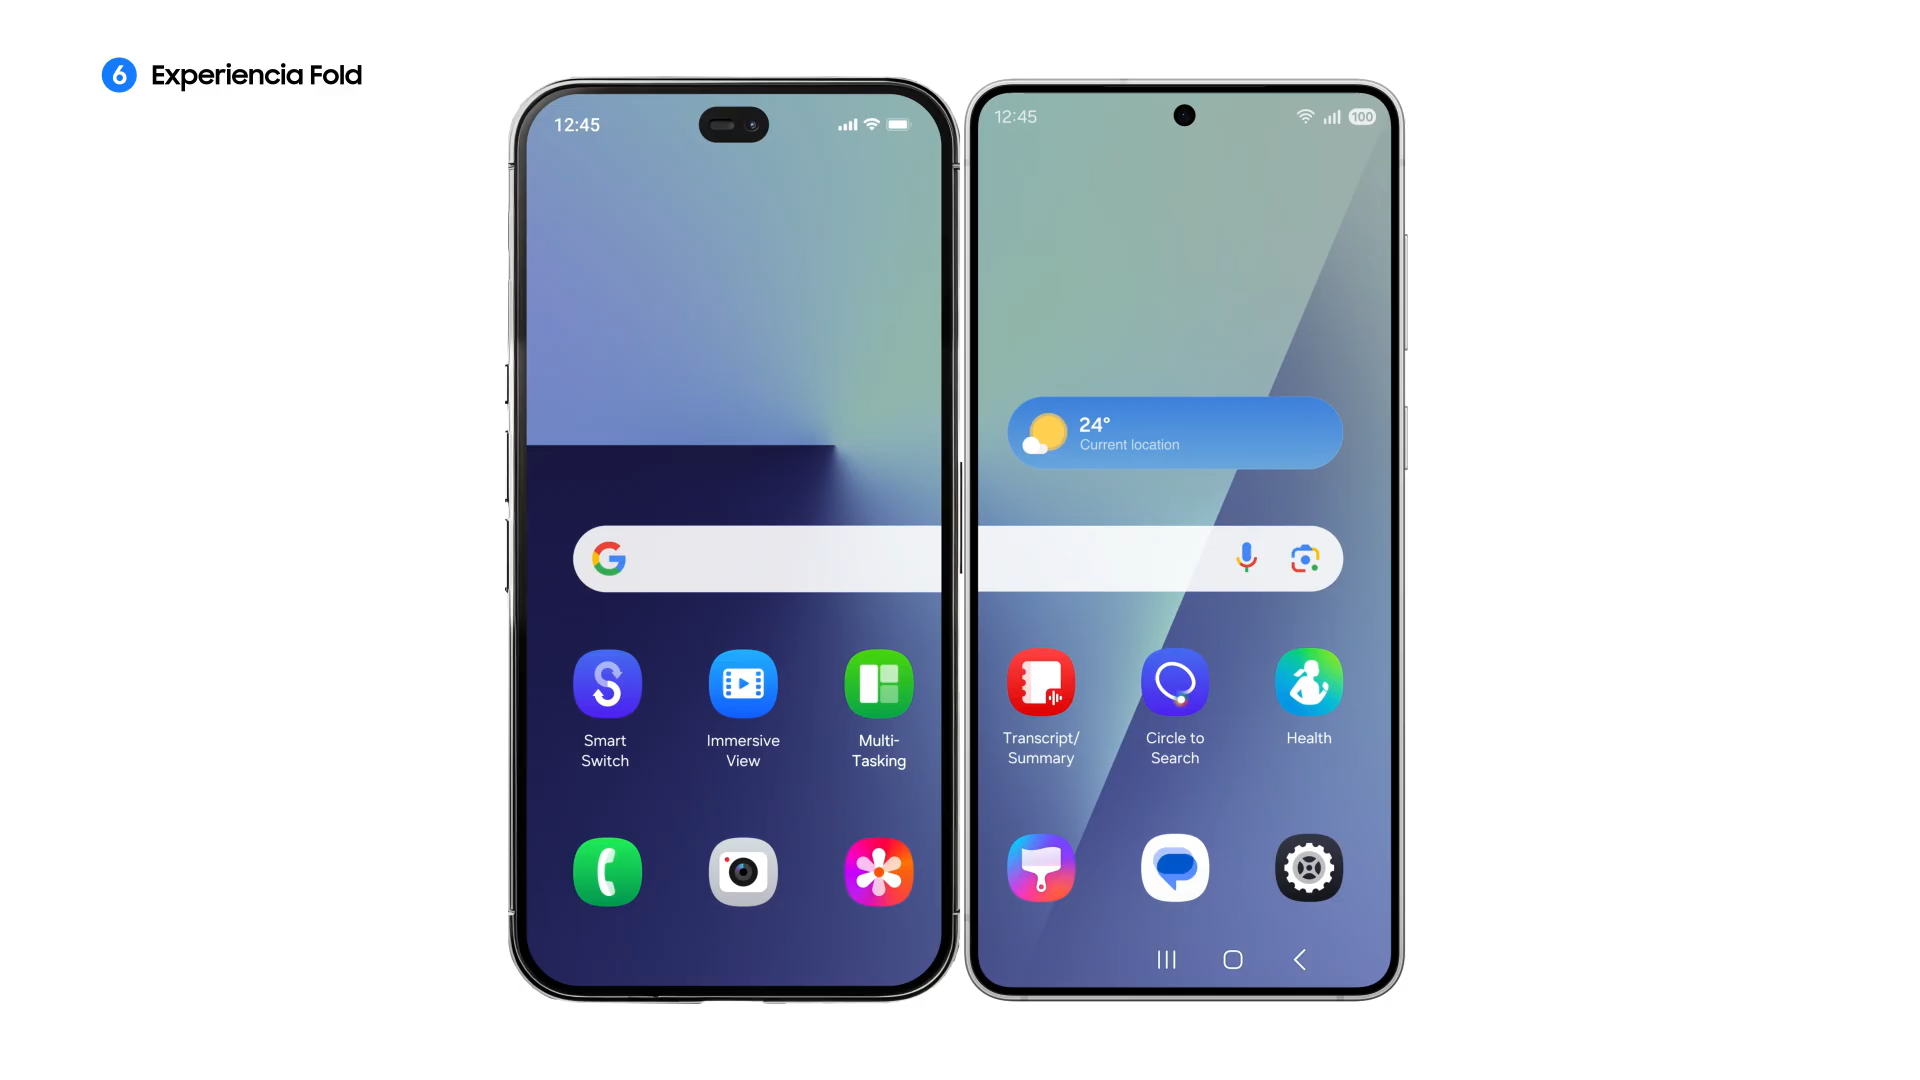 6 Experiencia Fold
12:45
12:45
100
24°
Current location
Smart
Switch
Immersive
View
Multi-
Tasking
Transcript/
Summary
Circle to
Search
Health